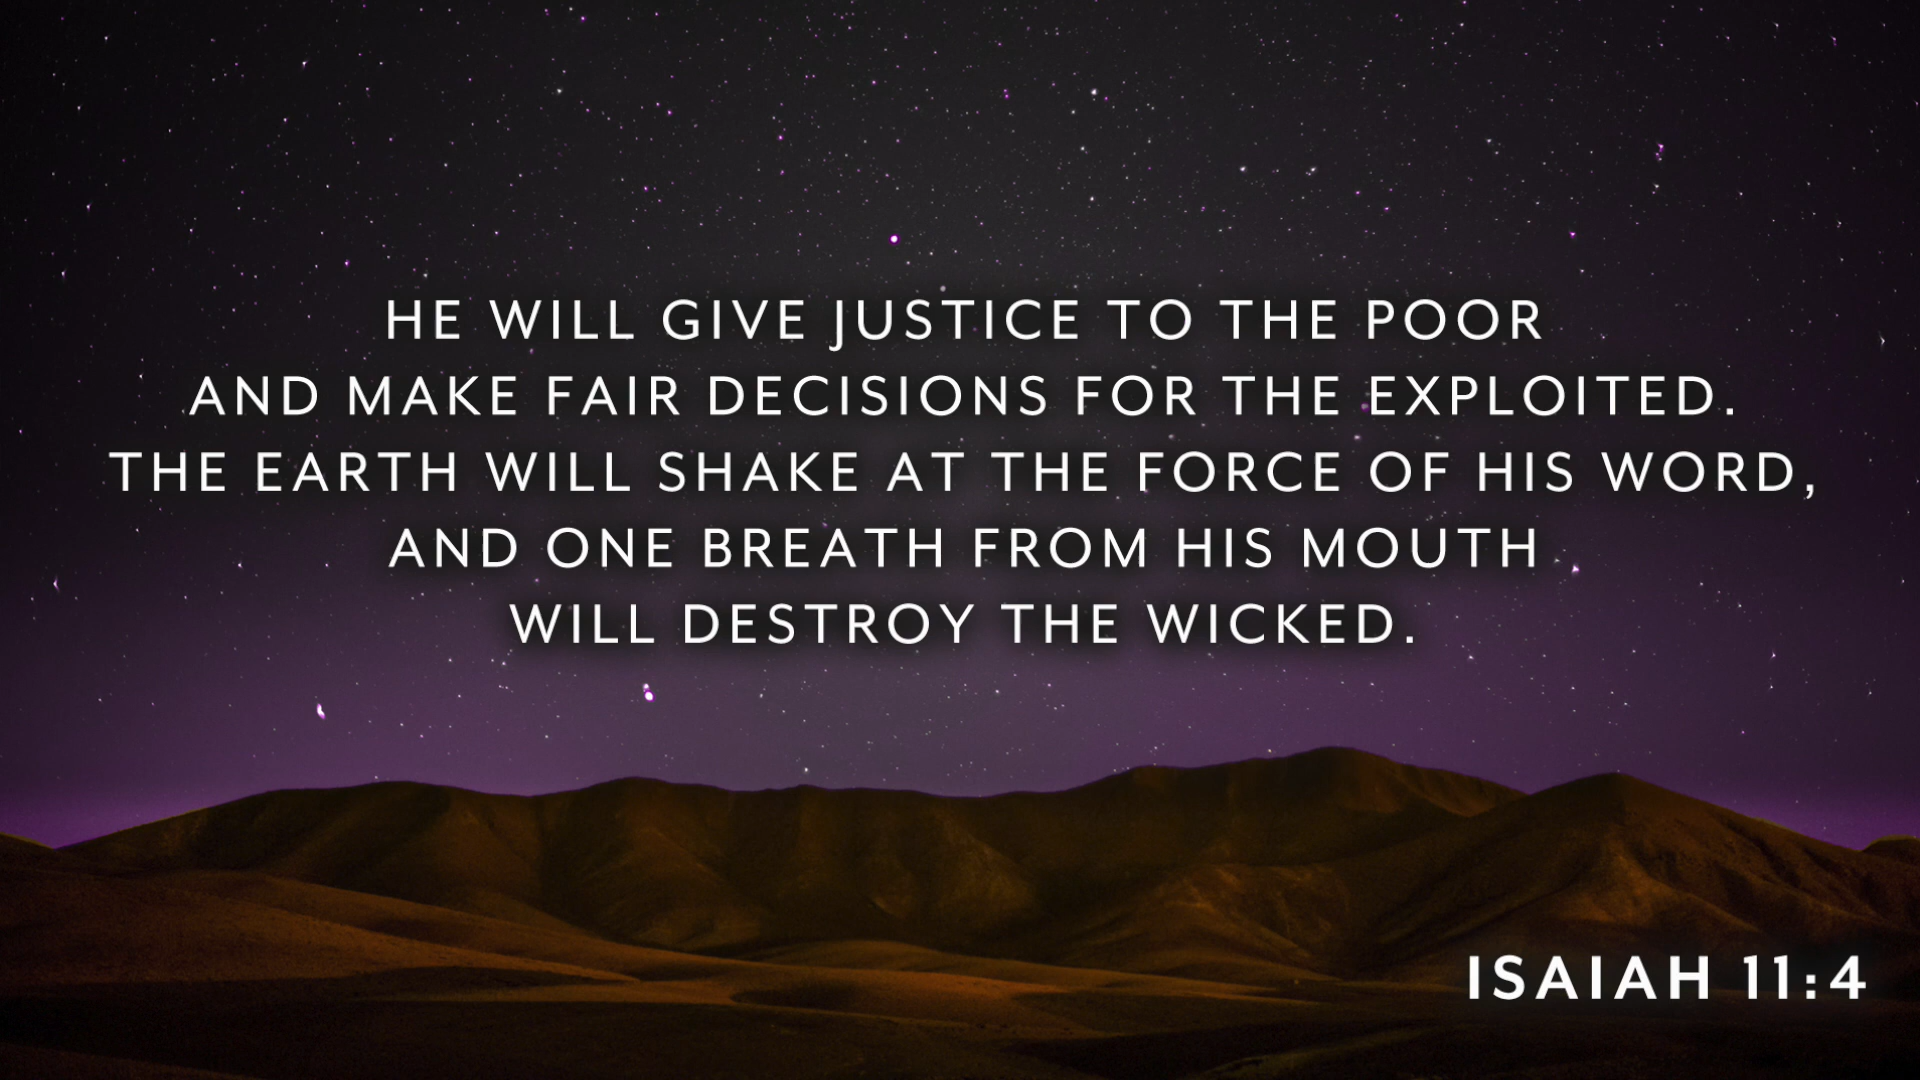 HE WILL GIVE JUSTICE TO THE POOR
AND MAKE FAIR DECISIONS FOR THE EXPLOITED.
THE EARTH WILL SHAKE AT THE FORCE OF HIS WORD,
AND ONE BREATH FROM HIS MOUTH
WILL DESTROY THE WICKED.
ISAIAH 11:4